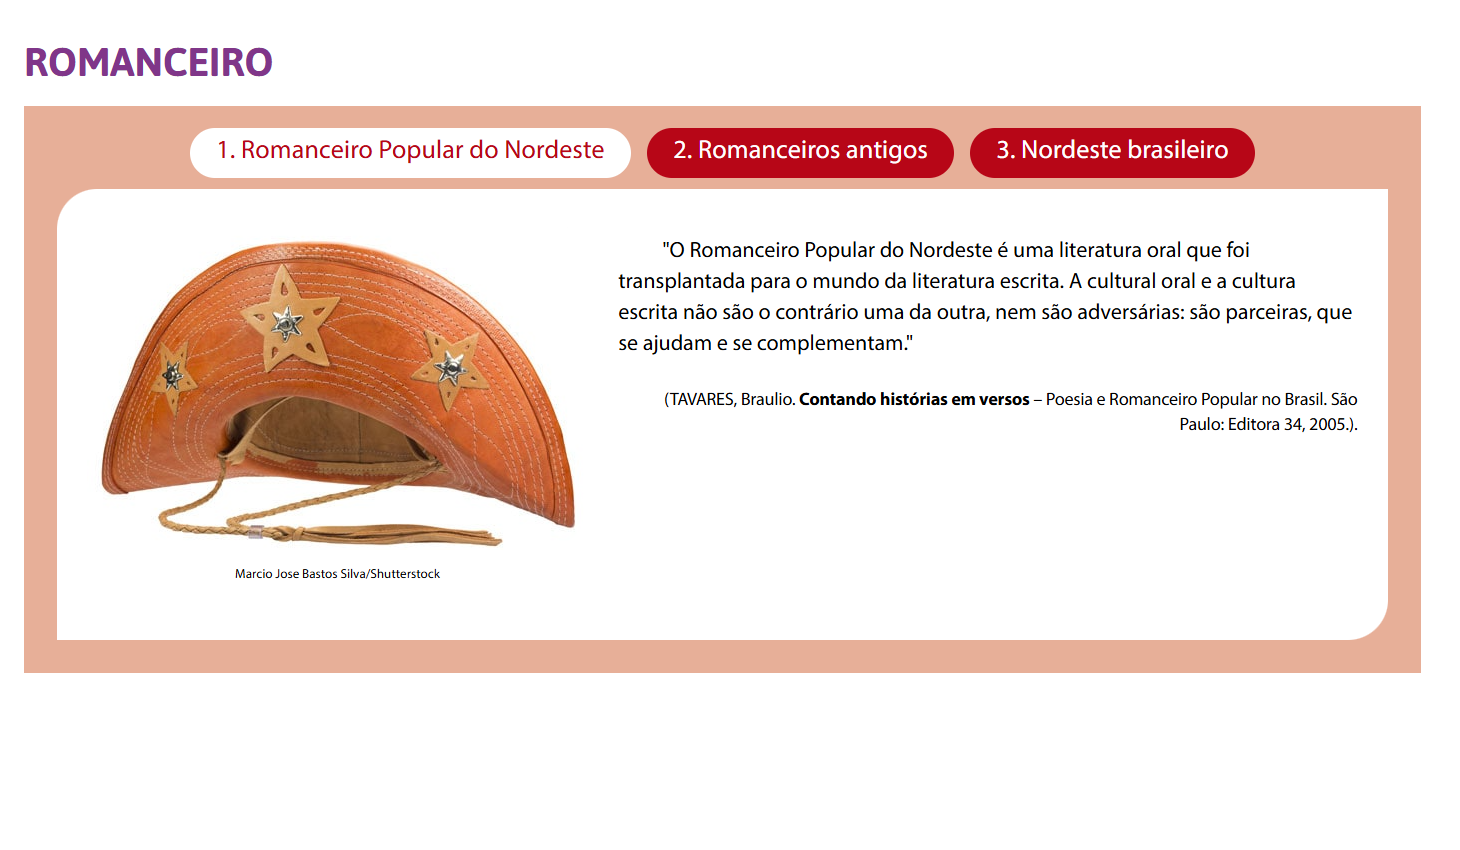 ROMANCEIRO
1. Romanceiro Popular do Nordeste
2. Romanceiros antigos
3. Nordeste brasileiro
"O Romanceiro Popular do Nordeste é uma literatura oral que foi
transplantada para o mundo da literatura escrita. A cultural oral e a cultura
escrita não são o contrário uma da outra, nem são adversárias: são parceiras, que
se ajudam e se complementam."
(TAVARES, Braulio. Contando histórias em versos – Poesia e Romanceiro Popular no Brasil. São
Paulo: Editora 34, 2005.).
Marcio Jose Bastos Silva/Shutterstock